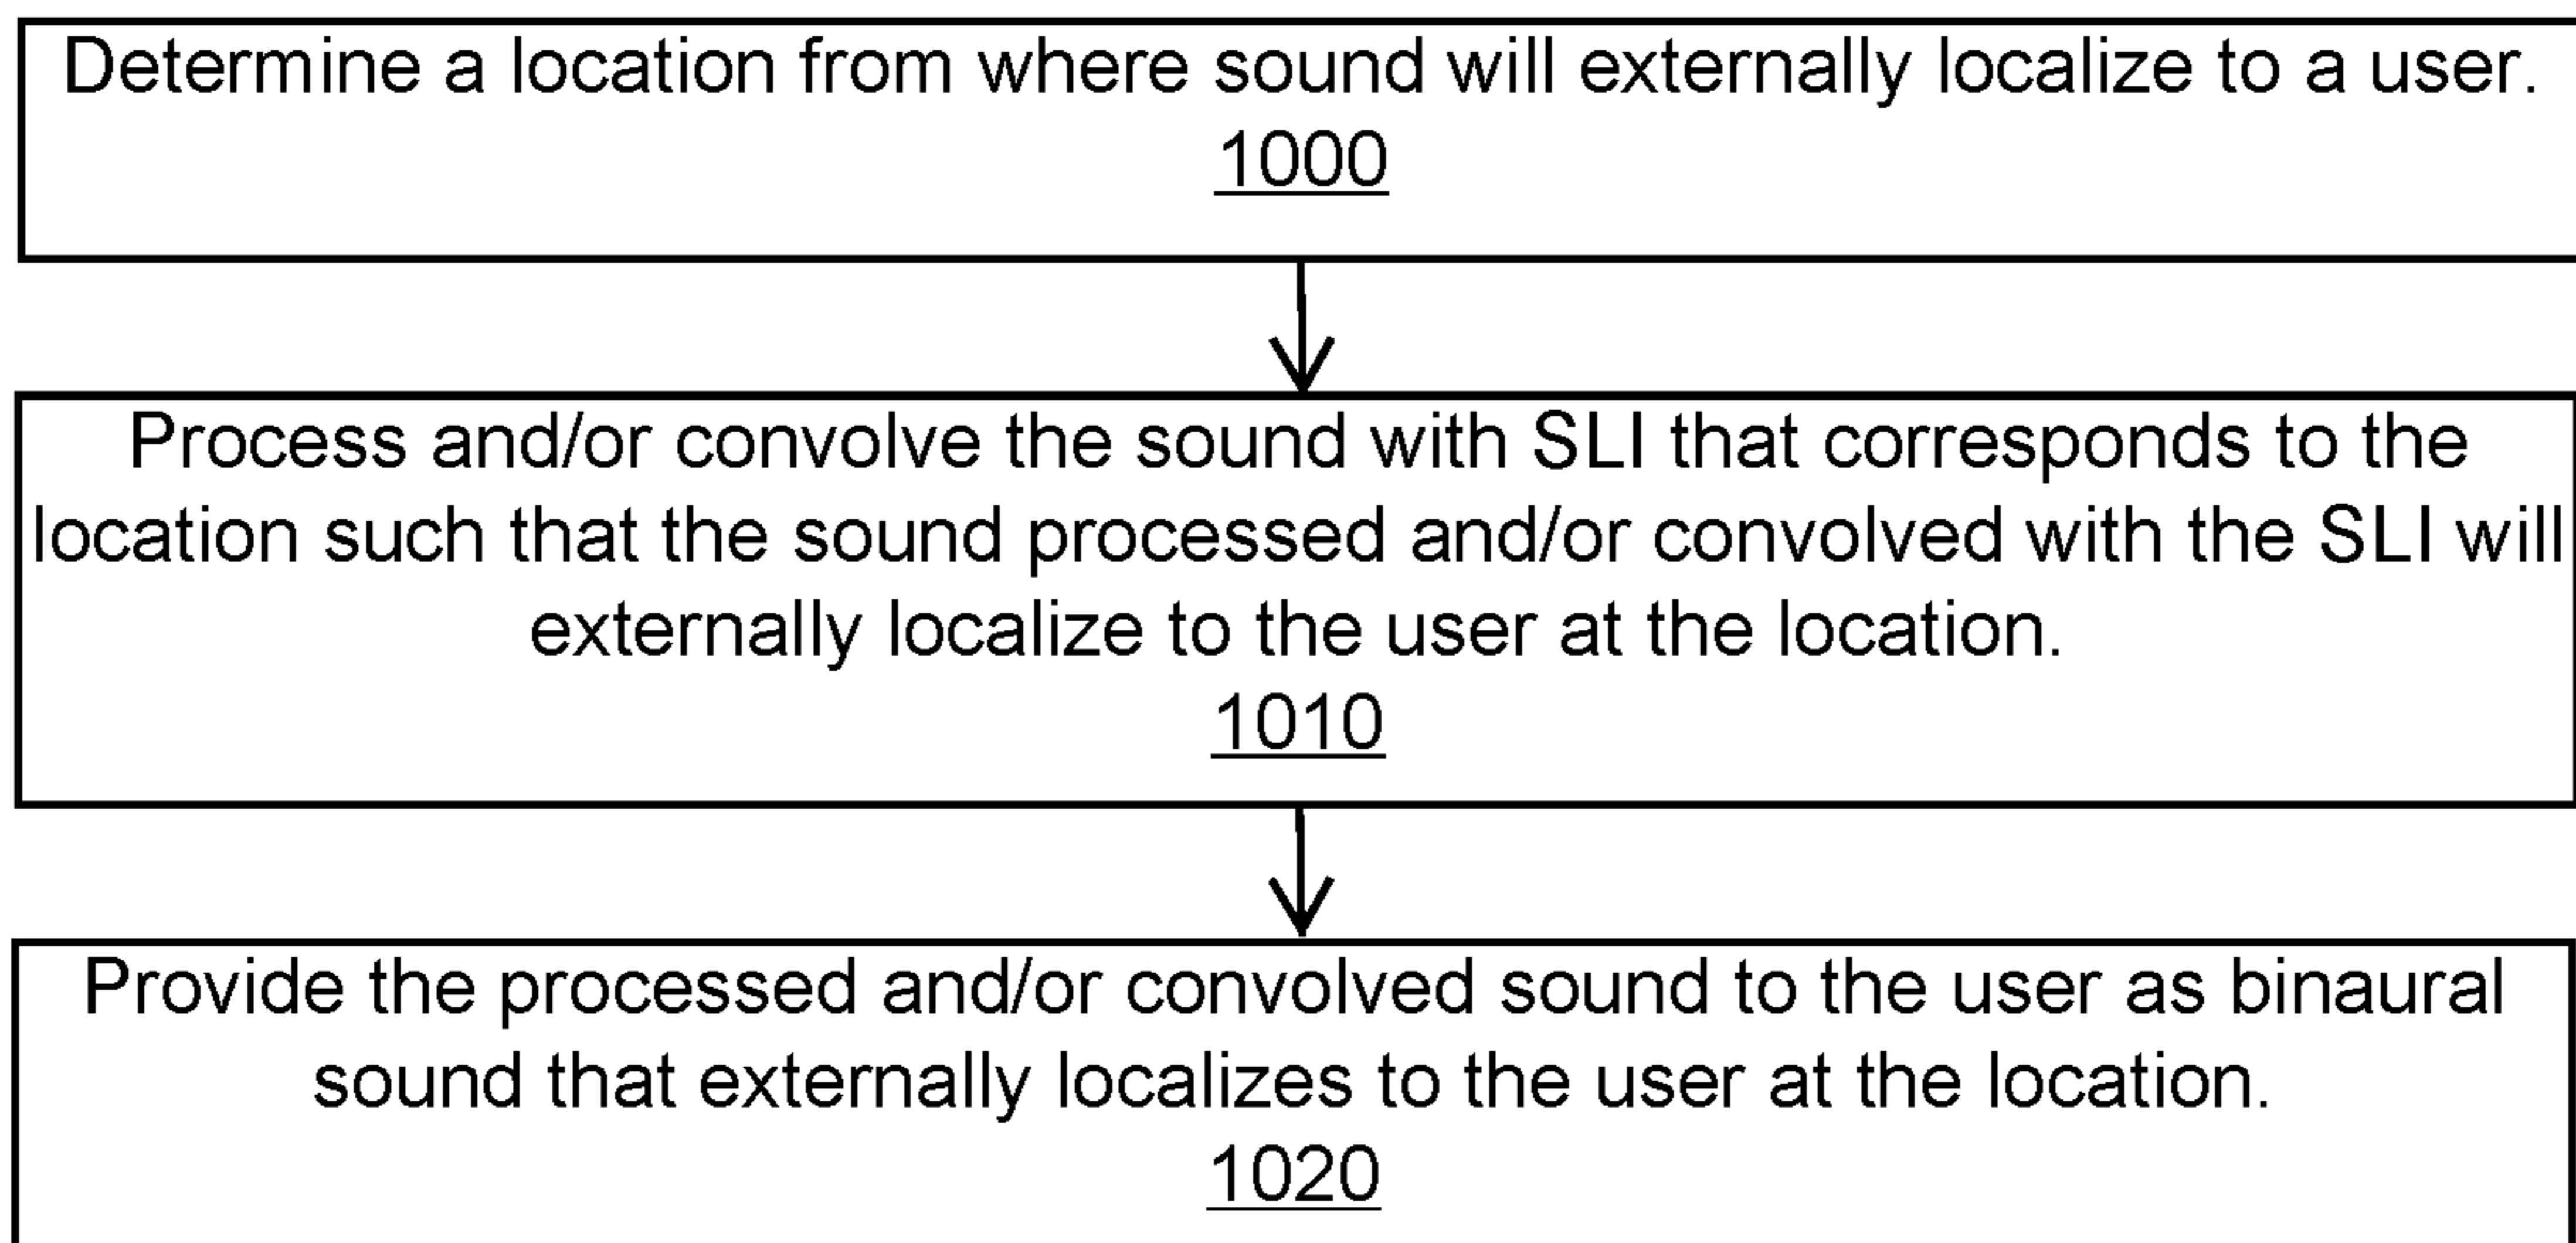 Determine a location from where sound will externally localize to a user.
1000
Process and/or convolve the sound with SLI that corresponds to the
location such that the sound processed and/or convolved with the SLI will
externally localize to the user at the location.
1010
Provide the processed and/or convolved sound to the user as binaural
sound that externally localizes to the user at the location.
1020